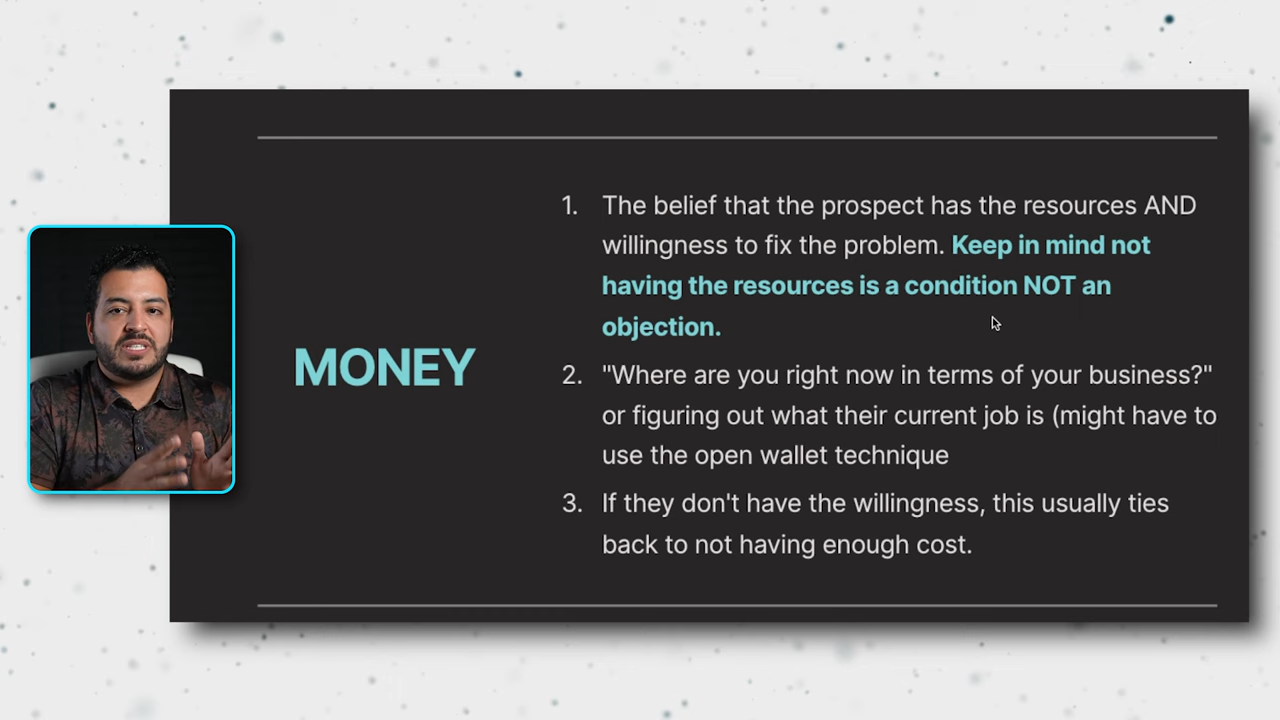 MONEY
1. The belief that the prospect has the resources AND
willingness to fix the problem. Keep in mind not
having the resources is a condition NOT an
objection.
2. "Where are you right now in terms of your business?"
or figuring out what their current job is (might have to
use the open wallet technique
3. If they don't have the willingness, this usually ties
back to not having enough cost.